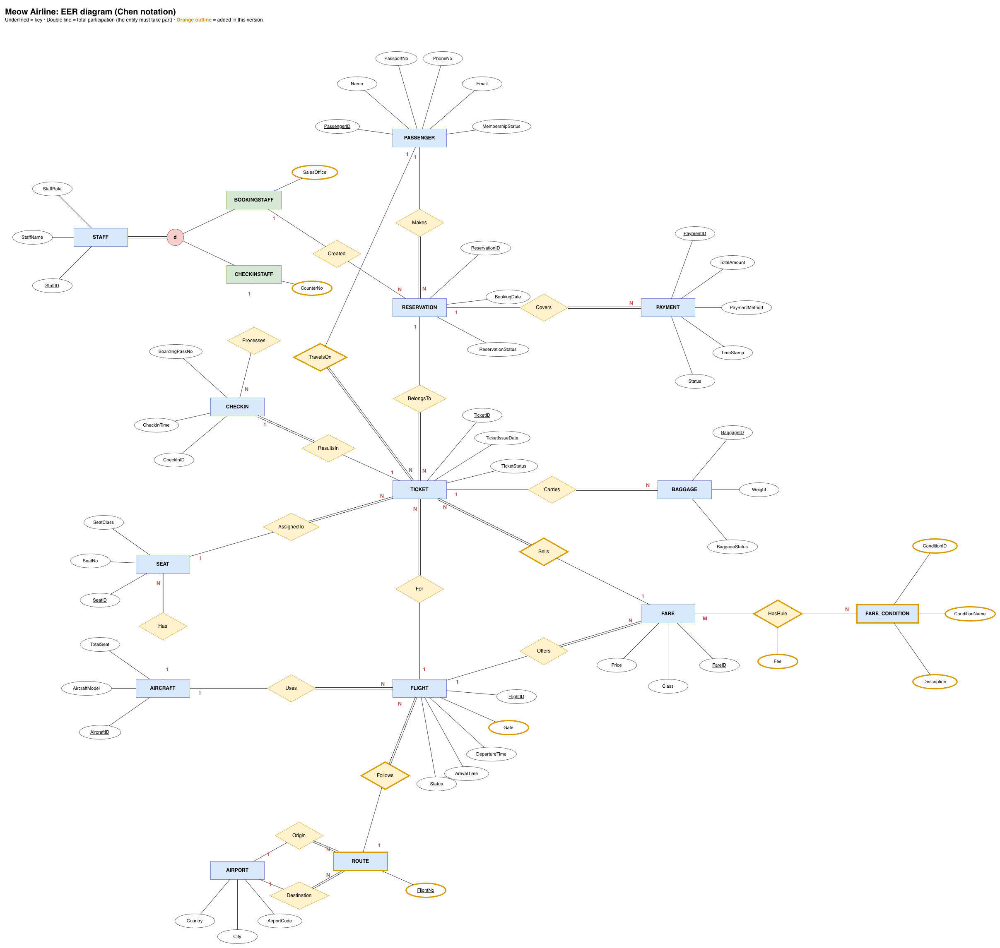 Meow Airline: EER diagram (Chen notation)
Underlined = key · Double line = total participation (the entity must take part) · Orange outline = added in this version
PassportNo
PhoneNo
Name
Email
PassengerID
MembershipStatus
PASSENGER
1
1
SalesOffice
StaffRole
BOOKINGSTAFF
1
Makes
StaffName
STAFF
d
PaymentID
Created
ReservationID
TotalAmount
CHECKINSTAFF
StaffID
CounterNo
1
N
N
BookingDate
RESERVATION
1
Covers
N
PAYMENT
PaymentMethod
1
Processes
BoardingPassNo
ReservationStatus
TimeStamp
TravelsOn
Status
N
BelongsTo
CHECKIN
TicketID
CheckInTime
1
BaggageID
TicketIssueDate
ResultsIn
CheckInID
TicketStatus
1
N
N
TICKET
1
Carries
N
BAGGAGE
Weight
N
N
N
SeatClass
AssignedTo
BaggageStatus
ConditionID
Sells
SeatNo
SEAT
1
N
For
SeatID
1
N
FARE
M
HasRule
N
FARE_CONDITION
ConditionName
Has
TotalSeat
Offers
Price
FareID
Fee
1
1
1
Class
Description
AircraftModel
AIRCRAFT
1
Uses
N
FLIGHT
N
FlightID
AircraftID
Gate
DepartureTime
Follows
ArrivalTime
Status
Origin
1
N
1
AIRPORT
ROUTE
N
1
Destination
FlightNo
Country
AirportCode
City